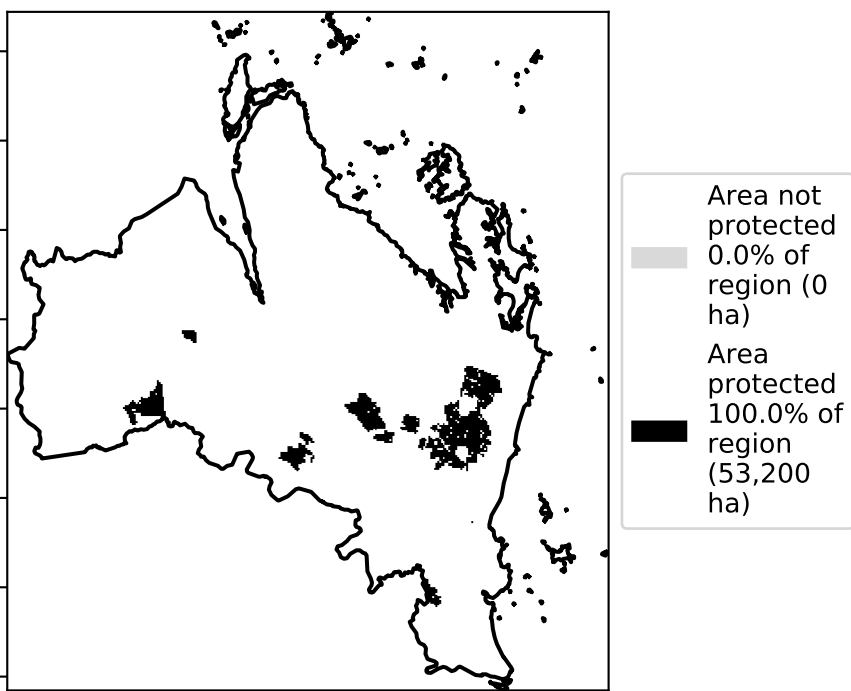 Area not
protected
0.0% of
region (0
ha)
Area
protected
100.0% of
region
(53,200
ha)